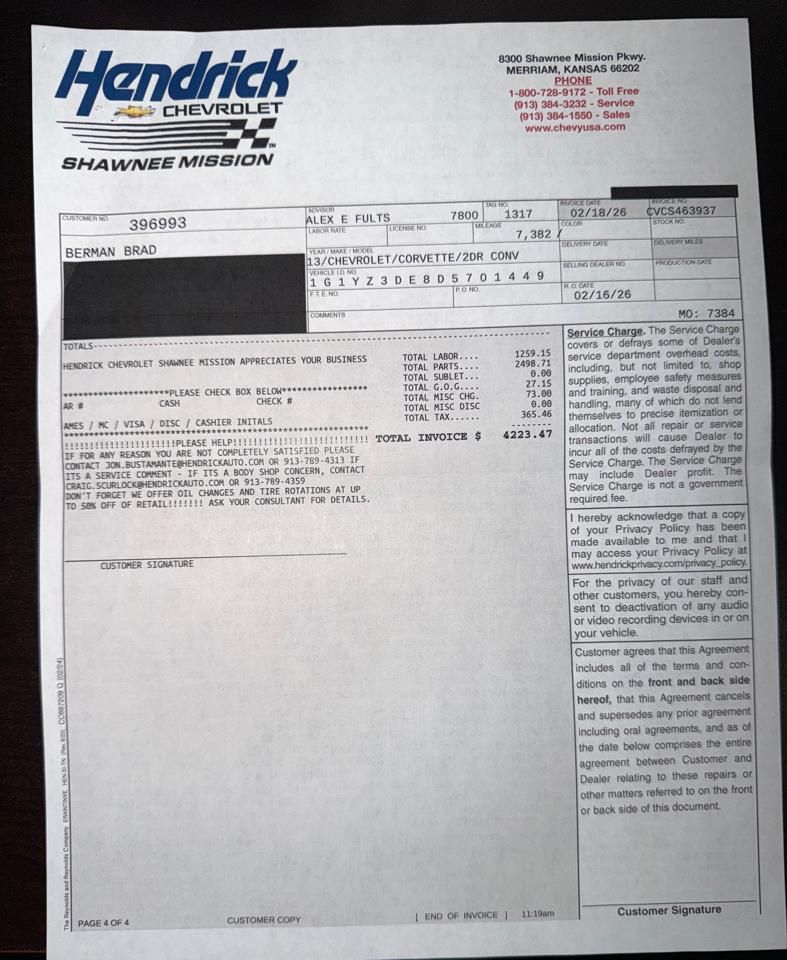 Hendrick
CHEVROLET
SHAWNEE MISSION
8300 Shawnee Mission Pkwy.
MERRIAM, KANSAS 66202
PHONE
1-800-728-9172 - Toll Free
(913) 384-3232 - Service
(913) 384-1550 - Sales
www.chevyusa.com
CUSTOMER NO. 396993
ADVISOR ALEX E FULTS 7800
TAG NO. 1317
INVOICE DATE 02/18/26
INVOICE NO. CVCS463937
LABOR RATE
LICENSE NO.
MILEAGE 7,382 /
COLOR
STOCK NO.
BERMAN BRAD
YEAR / MAKE / MODEL 13/CHEVROLET/CORVETTE/2DR CONV
DELIVERY DATE
DELIVERY MILES
VEHICLE I.D. NO. 1 G 1 Y Z 3 D E 8 D 5 7 0 1 4 4 9
SELLING DEALER NO.
PRODUCTION DATE
F.T.E. NO.
P.O. NO.
R.O. DATE 02/16/26
COMMENTS
MO: 7384
TOTALS
HENDRICK CHEVROLET SHAWNEE MISSION APPRECIATES YOUR BUSINESS
****************PLEASE CHECK BOX BELOW*****************
AR # CASH CHECK #
AMES / MC / VISA / DISC / CASHIER INITALS
!!!!!!!!!!!!!!!!!!!!!!!PLEASE HELP!!!!!!!!!!!!!!!!!!!!!!!!!!!!
IF FOR ANY REASON YOU ARE NOT COMPLETELY SATISFIED PLEASE
CONTACT JON.BUSTAMANTE@HENDRICKAUTO.COM OR 913-789-4313 IF
ITS A SERVICE COMMENT - IF ITS A BODY SHOP CONCERN, CONTACT
CRAIG.SCURLOCK@HENDRICKAUTO.COM OR 913-789-4359
DON'T FORGET WE OFFER OIL CHANGES AND TIRE ROTATIONS AT UP
TO 50% OFF OF RETAIL!!!!!!! ASK YOUR CONSULTANT FOR DETAILS.
TOTAL LABOR.... 1259.15
TOTAL PARTS.... 2498.71
TOTAL SUBLET... 0.00
TOTAL G.O.G.... 27.15
TOTAL MISC CHG. 73.00
TOTAL MISC DISC 0.00
TOTAL TAX...... 365.46
TOTAL INVOICE $ 4223.47
CUSTOMER SIGNATURE
Service Charge. The Service Charge
covers or defrays some of Dealer's
service department overhead costs,
including, but not limited to, shop
supplies, employee safety measures
and training, and waste disposal and
handling, many of which do not lend
themselves to precise itemization or
allocation. Not all repair or service
transactions will cause Dealer to
incur all of the costs defrayed by the
Service Charge. The Service Charge
may include Dealer profit. The
Service Charge is not a government
required fee.
I hereby acknowledge that a copy
of your Privacy Policy has been
made available to me and that I
may access your Privacy Policy at
www.hendrickprivacy.com/privacy_policy.
For the privacy of our staff and
other customers, you hereby con-
sent to deactivation of any audio
or video recording devices in or on
your vehicle.
Customer agrees that this Agreement
includes all of the terms and con-
ditions on the front and back side
hereof, that this Agreement cancels
and supersedes any prior agreement
including oral agreements, and as of
the date below comprises the entire
agreement between Customer and
Dealer relating to these repairs or
other matters referred to on the front
or back side of this document.
Customer Signature
The Reynolds and Reynolds Company
PAGE 4 OF 4
CUSTOMER COPY
[ END OF INVOICE ] 11:19am